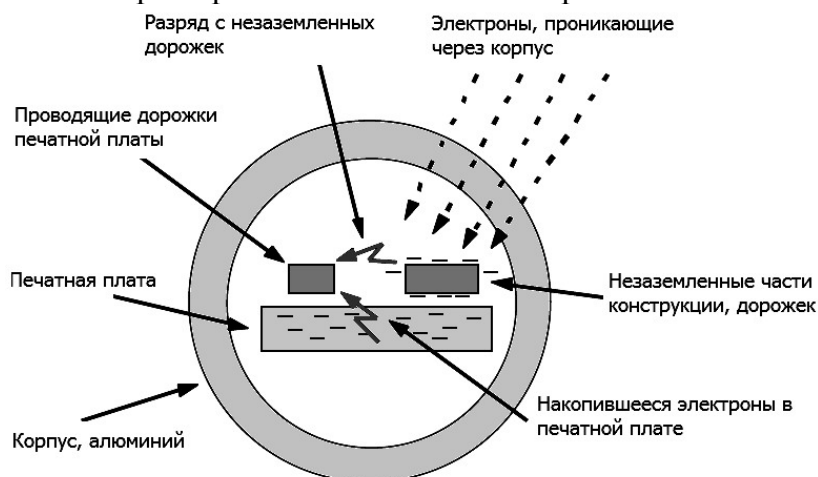 Разряд с незаземленных
дорожек
Электроны, проникающие
через корпус
Проводящие дорожки
печатной платы
Печатная плата
Незаземленные части
конструкции, дорожек
Накопившееся электроны в
печатной плате
Корпус, алюминий